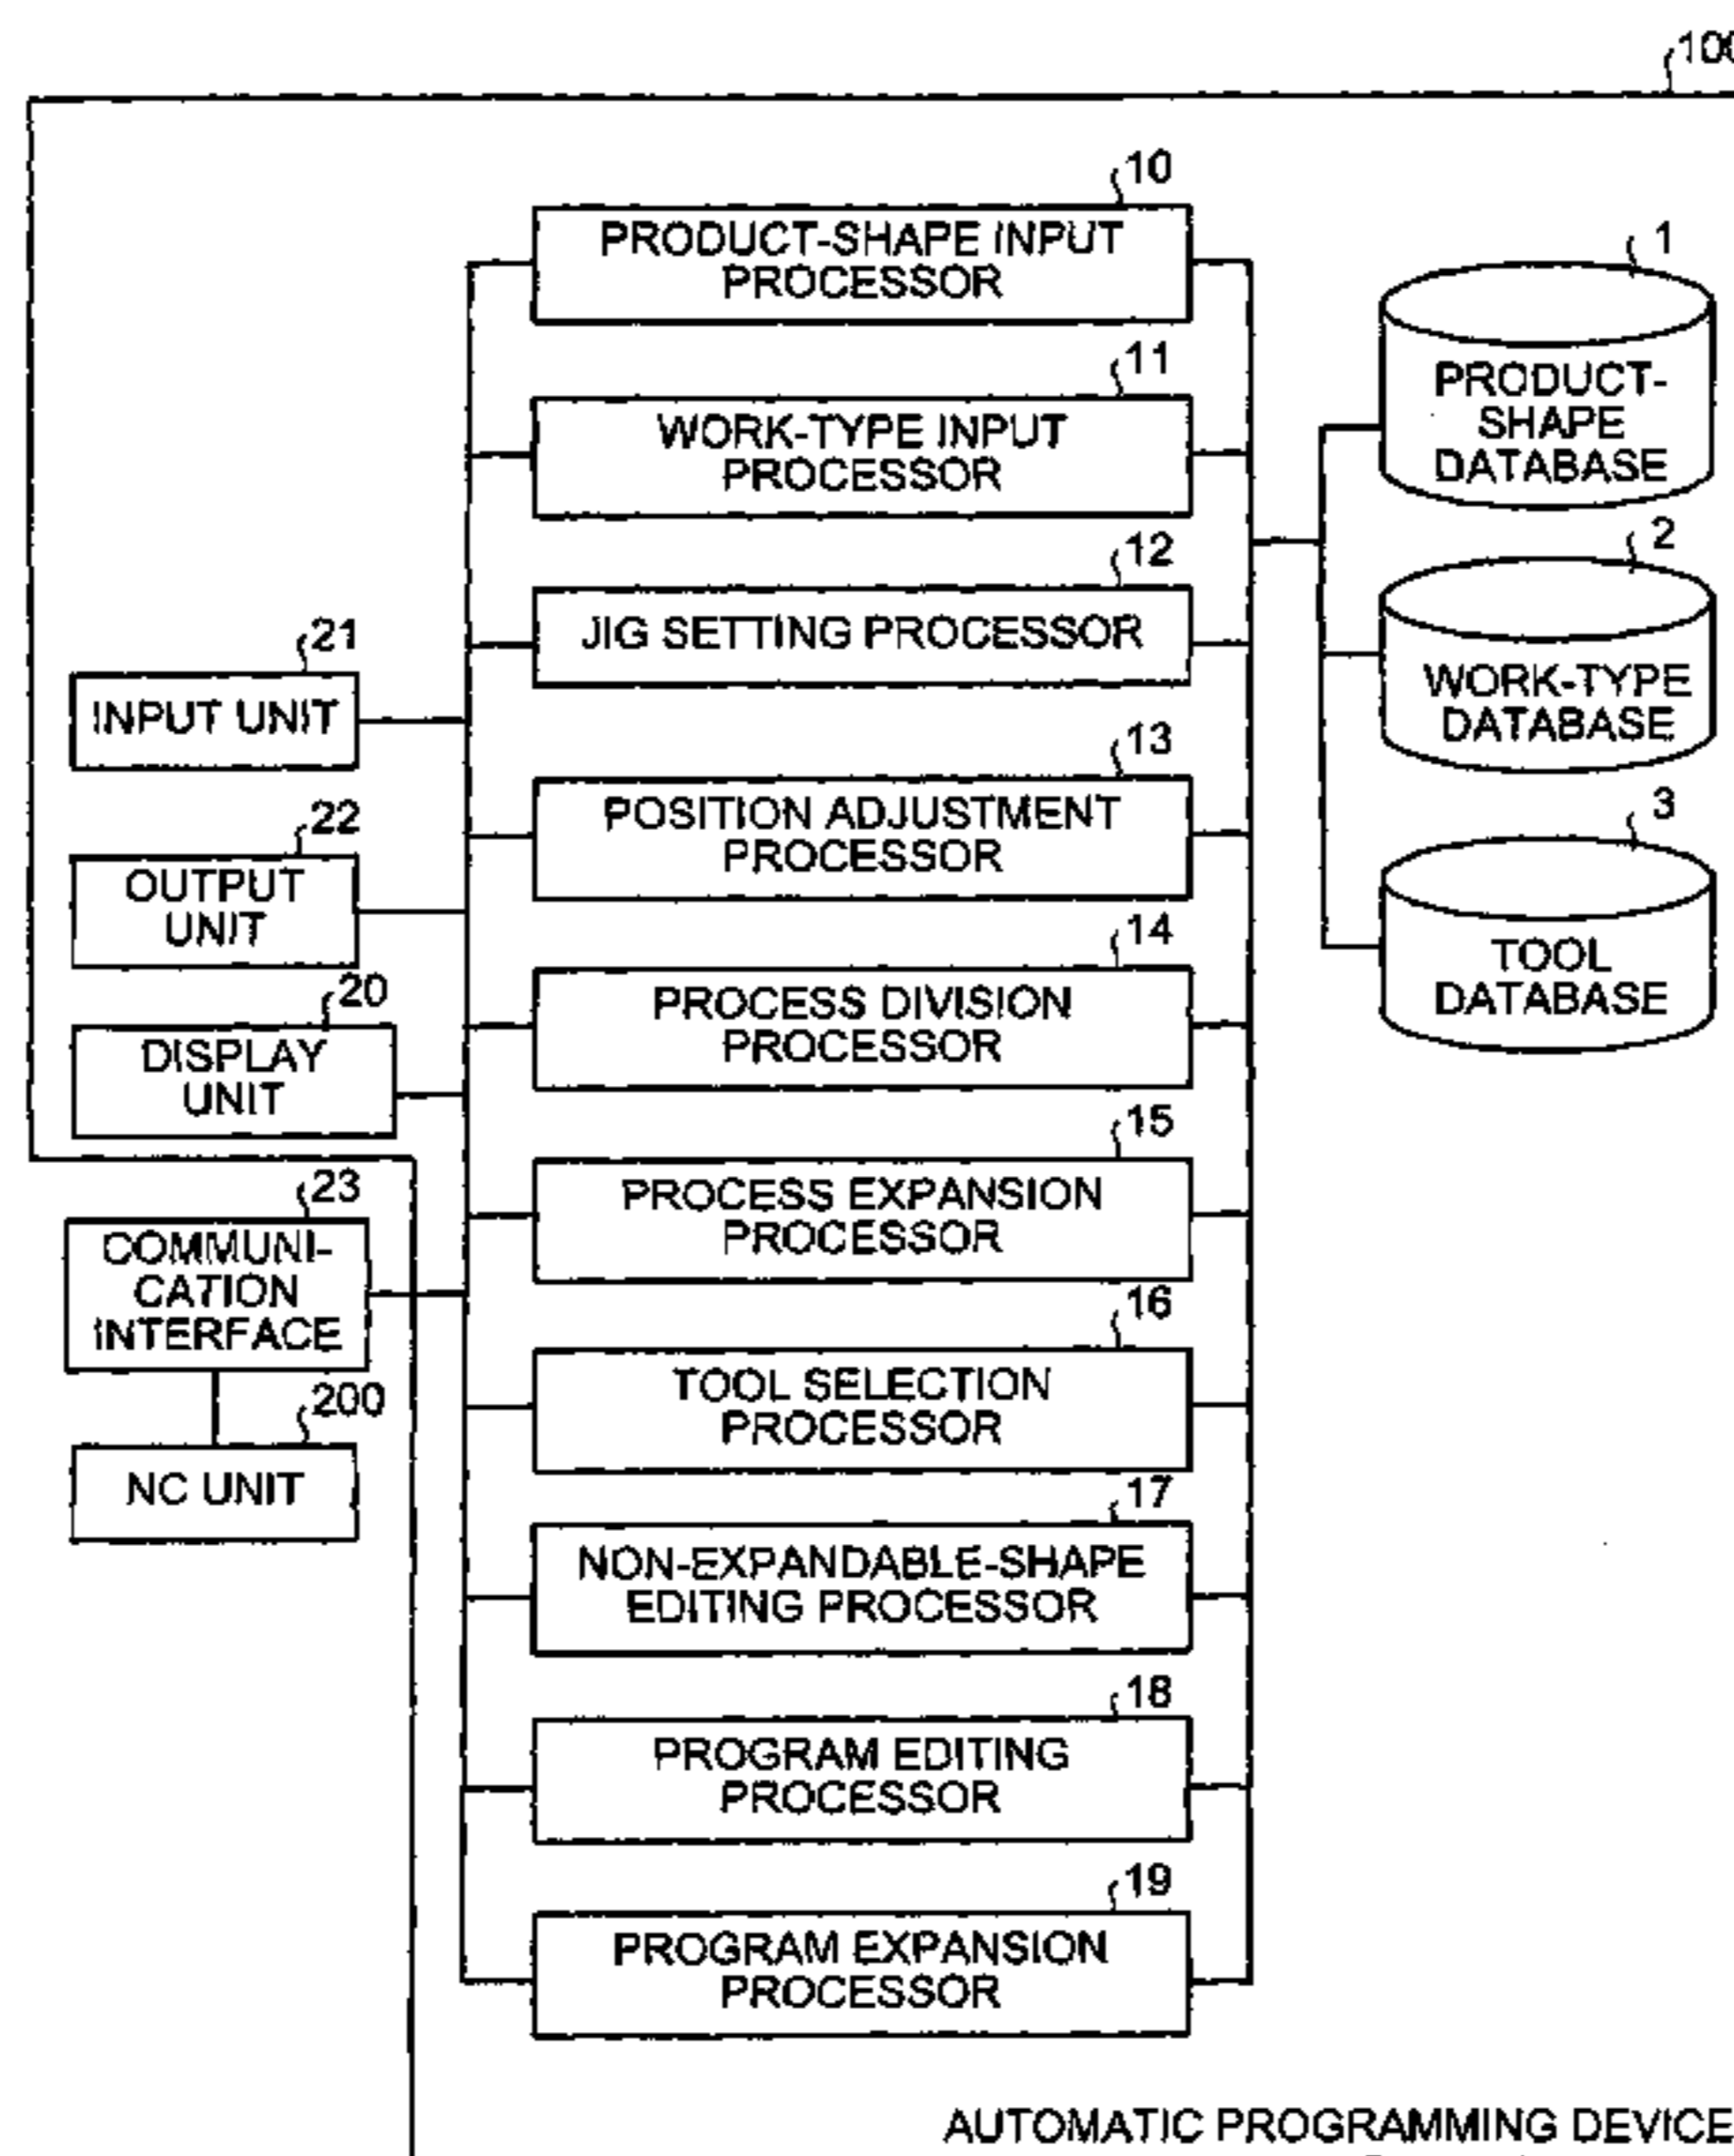 100
10
PRODUCT-SHAPE INPUT
PROCESSOR
11
WORK-TYPE INPUT
PROCESSOR
12
JIG SETTING PROCESSOR
13
POSITION ADJUSTMENT
PROCESSOR
14
PROCESS DIVISION
PROCESSOR
15
PROCESS EXPANSION
PROCESSOR
16
TOOL SELECTION
PROCESSOR
17
NON-EXPANDABLE-SHAPE
EDITING PROCESSOR
18
PROGRAM EDITING
PROCESSOR
19
PROGRAM EXPANSION
PROCESSOR
21
INPUT UNIT
22
OUTPUT
UNIT
20
DISPLAY
UNIT
23
COMMUNI-
CATION
INTERFACE
200
NC UNIT
1
PRODUCT-
SHAPE
DATABASE
2
WORK-TYPE
DATABASE
3
TOOL
DATABASE
AUTOMATIC PROGRAMMING DEVICE